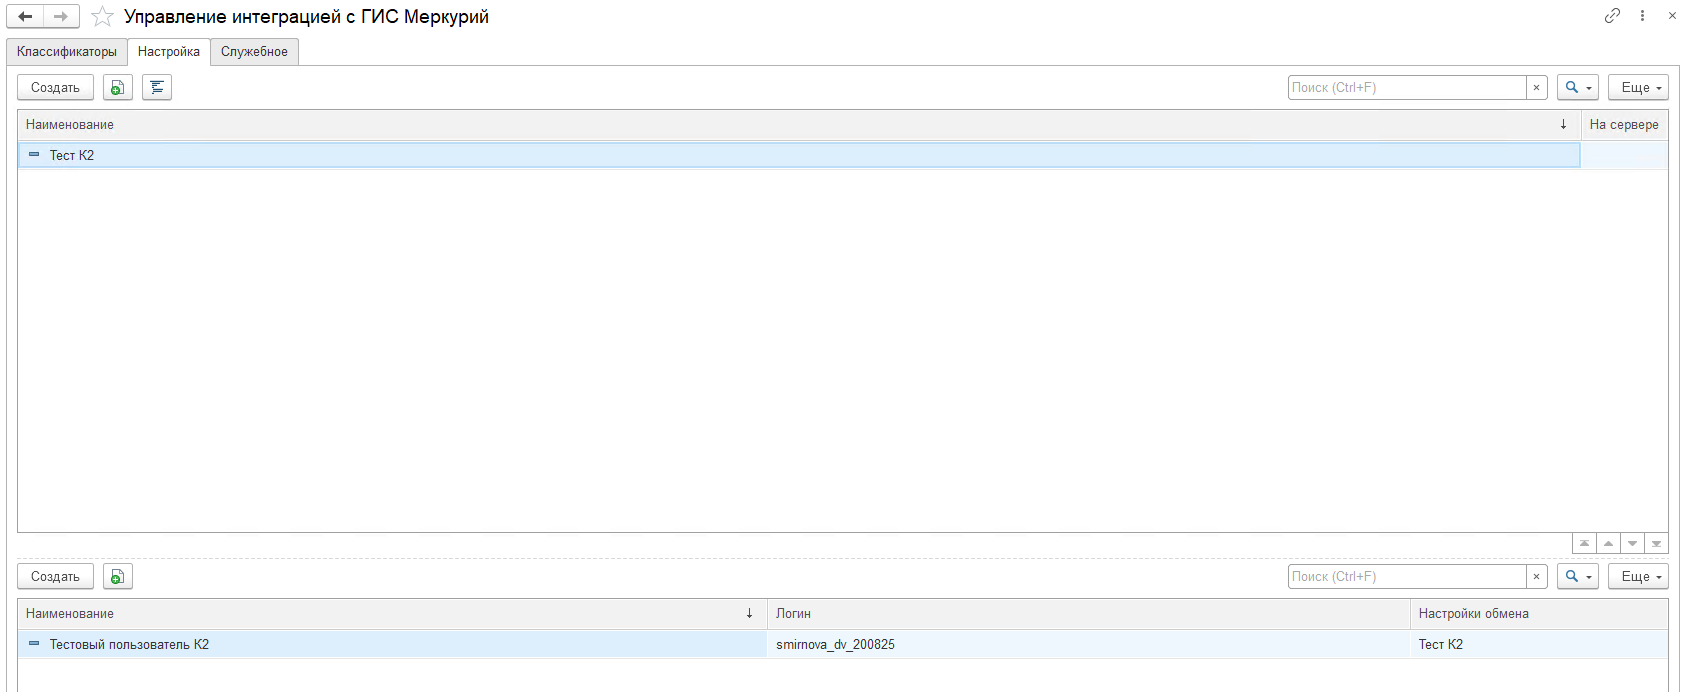 Управление интеграцией с ГИС Меркурий
Классификаторы Настройка Служебное
Создать Поиск (Ctrl+F) × Еще
Наименование ↓ На сервере
Тест К2
Создать Поиск (Ctrl+F) × Еще
Наименование ↓ Логин Настройки обмена
Тестовый пользователь К2 smirnova_dv_200825 Тест К2